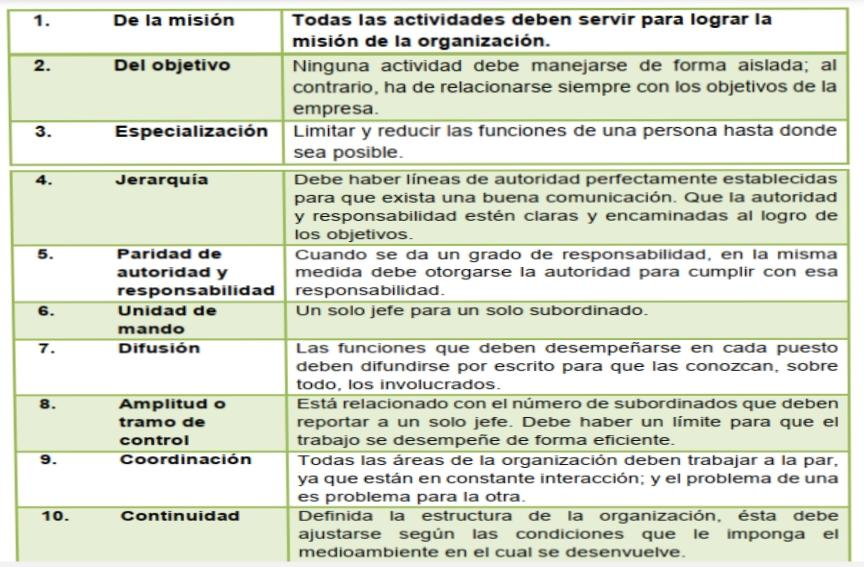 1. De la misión Todas las actividades deben servir para lograr la
misión de la organización.
2. Del objetivo Ninguna actividad debe manejarse de forma aislada; al
contrario, ha de relacionarse siempre con los objetivos de la
empresa.
3. Especialización Limitar y reducir las funciones de una persona hasta donde
sea posible.
4. Jerarquía Debe haber líneas de autoridad perfectamente establecidas
para que exista una buena comunicación. Que la autoridad
y responsabilidad estén claras y encaminadas al logro de
los objetivos.
5. Paridad de Cuando se da un grado de responsabilidad, en la misma
autoridad y medida debe otorgarse la autoridad para cumplir con esa
responsabilidad responsabilidad.
6. Unidad de Un solo jefe para un solo subordinado.
mando
7. Difusión Las funciones que deben desempeñarse en cada puesto
deben difundirse por escrito para que las conozcan, sobre
todo, los involucrados.
8. Amplitud o Está relacionado con el número de subordinados que deben
tramo de reportar a un solo jefe. Debe haber un límite para que el
control trabajo se desempeñe de forma eficiente.
9. Coordinación Todas las áreas de la organización deben trabajar a la par,
ya que están en constante interacción; y el problema de una
es problema para la otra.
10. Continuidad Definida la estructura de la organización, ésta debe
ajustarse según las condiciones que le imponga el
medioambiente en el cual se desenvuelve.